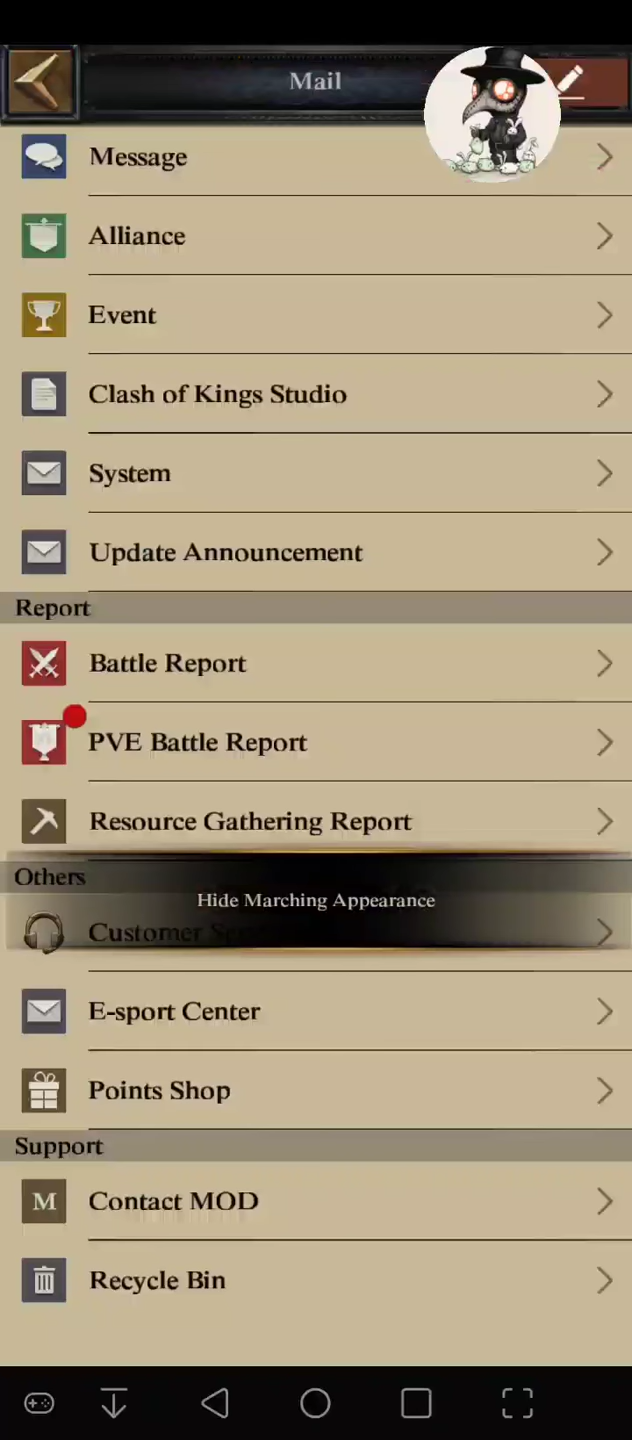 Mail
Message
Alliance
Event
Clash of Kings Studio
System
Update Announcement
Report
Battle Report
PVE Battle Report
Resource Gathering Report
Others
Hide Marching Appearance
Customer
E-sport Center
Points Shop
Support
M
Contact MOD
Recycle Bin